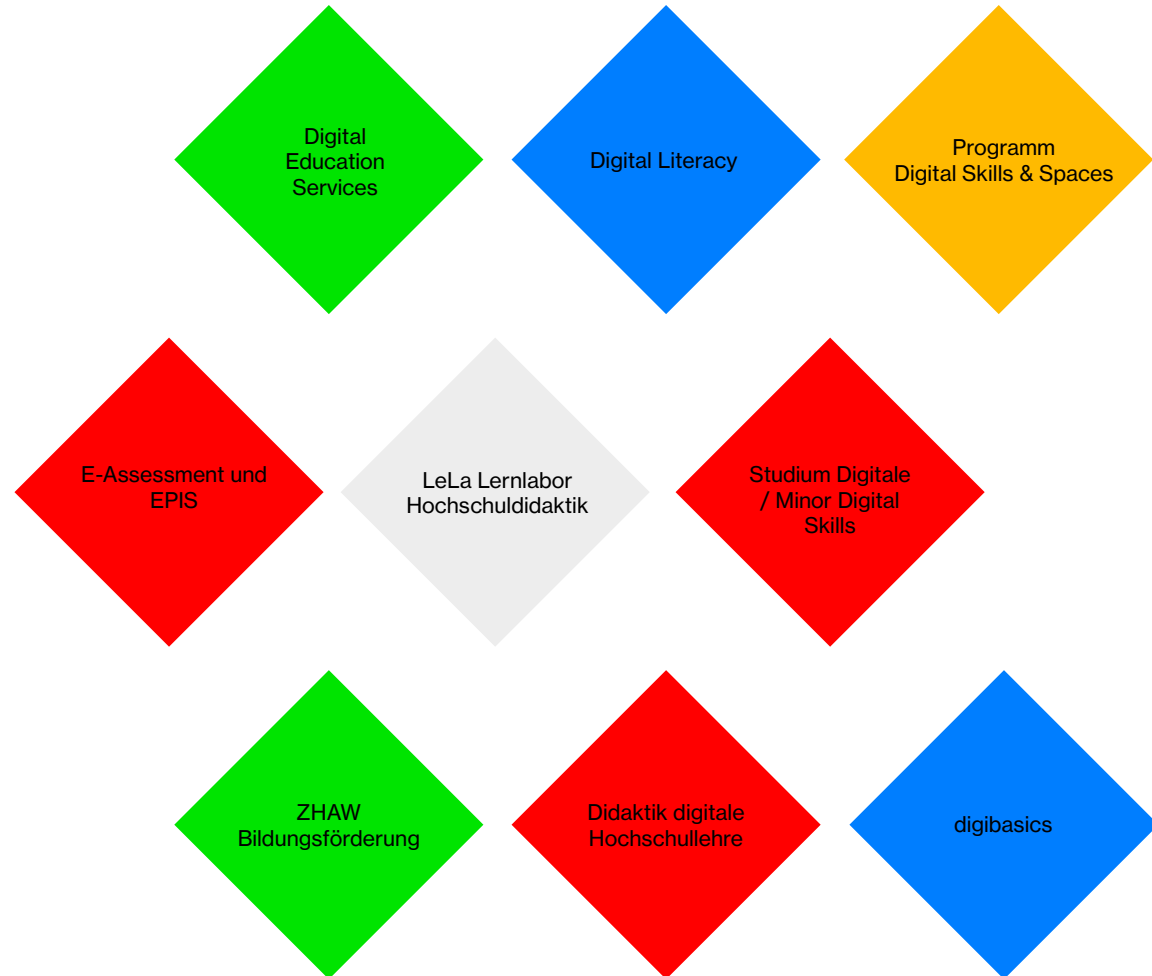 Digital
Education
Services
Digital Literacy
Programm
Digital Skills & Spaces
E-Assessment und
EPIS
LeLa Lernlabor
Hochschuldidaktik
Studium Digitale
/ Minor Digital
Skills
ZHAW
Bildungsförderung
Didaktik digitale
Hochschullehre
digibasics